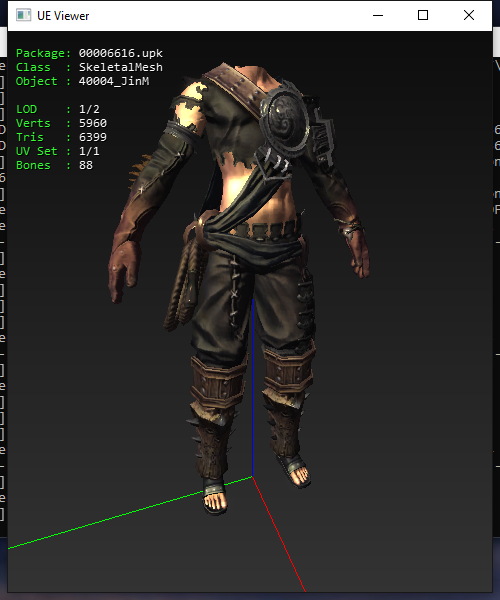 UE Viewer
Package: 00006616.upk
Class : SkeletalMesh
Object : 40004_JinM
LOD : 1/2
Verts : 5960
Tris : 6399
UV Set : 1/1
Bones : 88